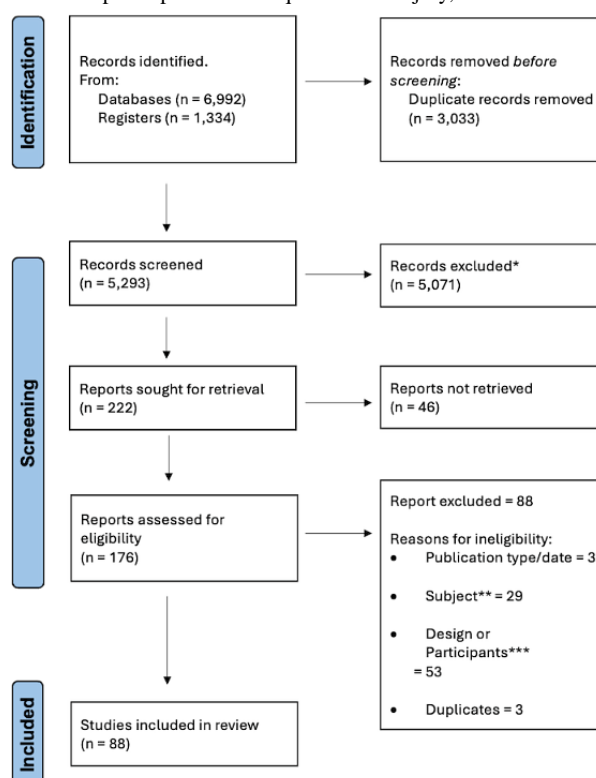 Identification
Records identified.
From:
Databases (n = 6,992)
Registers (n = 1,334)
Records removed before
screening:
Duplicate records removed
(n = 3,033)
Screening
Records screened
(n = 5,293)
Records excluded*
(n = 5,071)
Reports sought for retrieval
(n = 222)
Reports not retrieved
(n = 46)
Reports assessed for
eligibility
(n = 176)
Report excluded = 88
Reasons for ineligibility:
• Publication type/date = 3
• Subject** = 29
• Design or
Participants***
= 53
• Duplicates = 3
Included
Studies included in review
(n = 88)